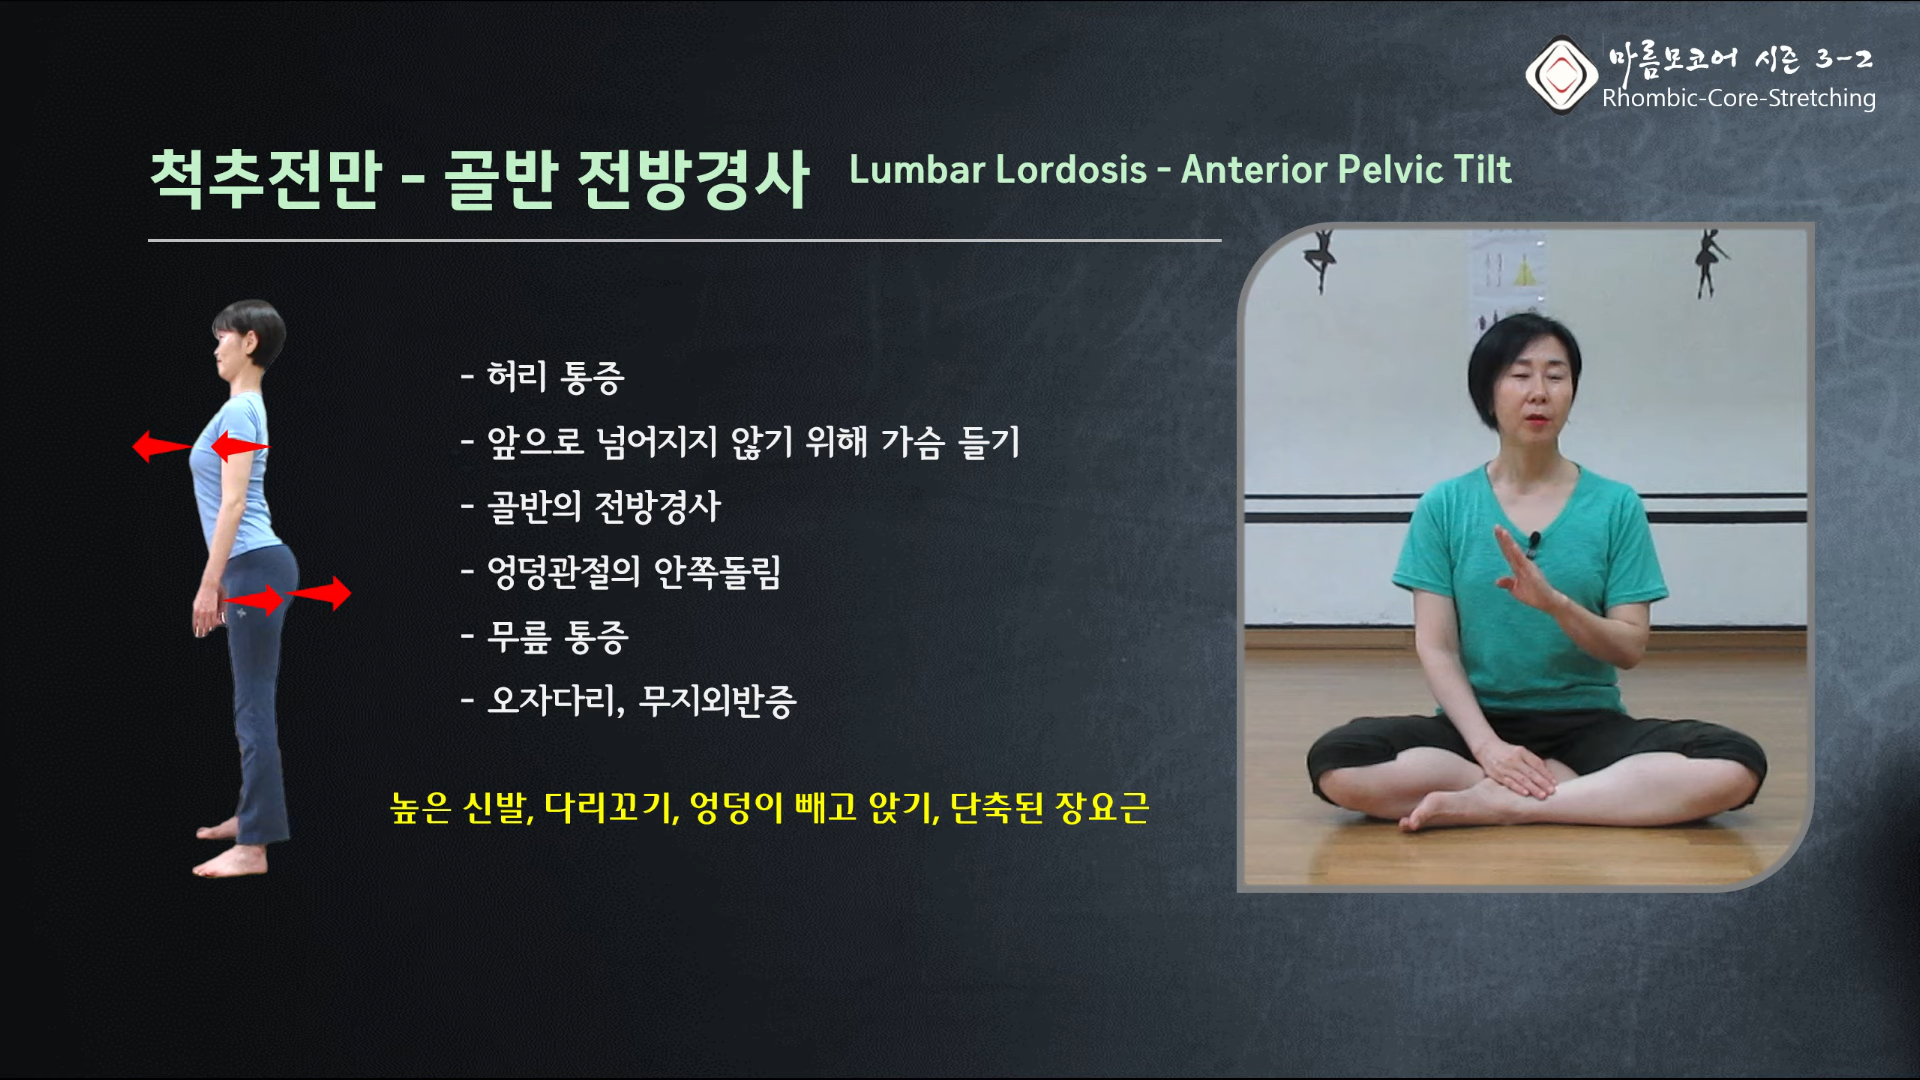 마름모코어 시즌 3-2
Rhombic-Core-Stretching
척추전만 - 골반 전방경사 Lumbar Lordosis - Anterior Pelvic Tilt
- 허리 통증
- 앞으로 넘어지지 않기 위해 가슴 들기
- 골반의 전방경사
- 엉덩관절의 안쪽돌림
- 무릎 통증
- 오자다리, 무지외반증
높은 신발, 다리꼬기, 엉덩이 빼고 앉기, 단축된 장요근